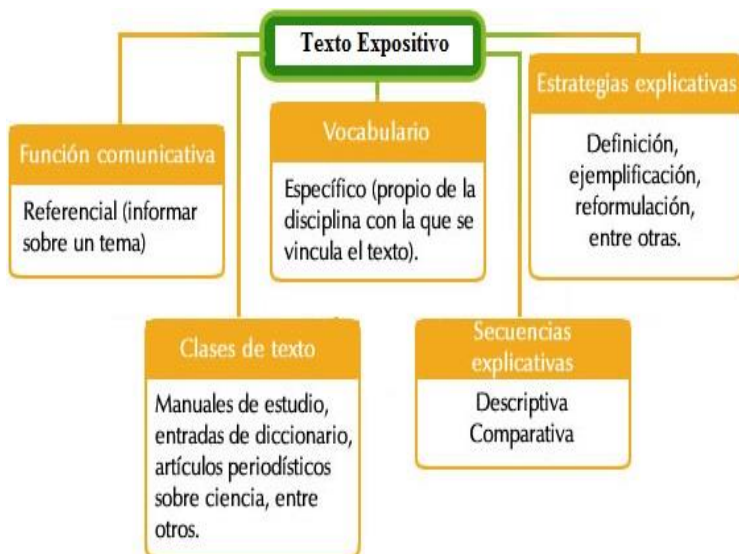 Texto Expositivo
Función comunicativa
Referencial (informar
sobre un tema)
Vocabulario
Específico (propio de la
disciplina con la que se
vincula el texto).
Estrategias explicativas
Definición,
ejemplificación,
reformulación,
entre otras.
Clases de texto
Manuales de estudio,
entradas de diccionario,
artículos periodísticos
sobre ciencia, entre
otros.
Secuencias
explicativas
Descriptiva
Comparativa